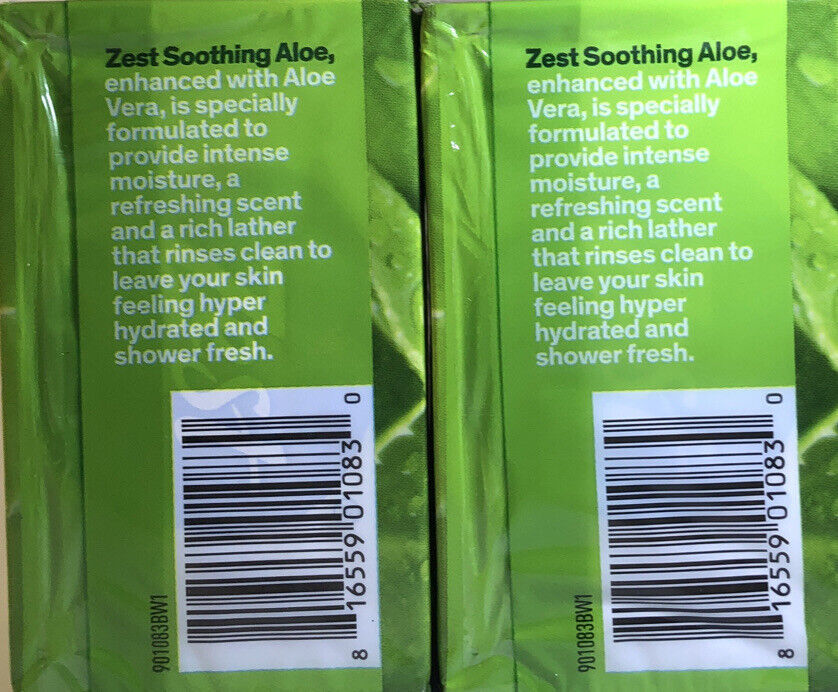 Zest Soothing Aloe,
enhanced with Aloe
Vera, is specially
formulated to
provide intense
moisture, a
refreshing scent
and a rich lather
that rinses clean to
leave your skin
feeling hyper
hydrated and
shower fresh.
8 16559 01083 0
901083BW1
Zest Soothing Aloe,
enhanced with Aloe
Vera, is specially
formulated to
provide intense
moisture, a
refreshing scent
and a rich lather
that rinses clean to
leave your skin
feeling hyper
hydrated and
shower fresh.
8 16559 01083 0
901083BW1